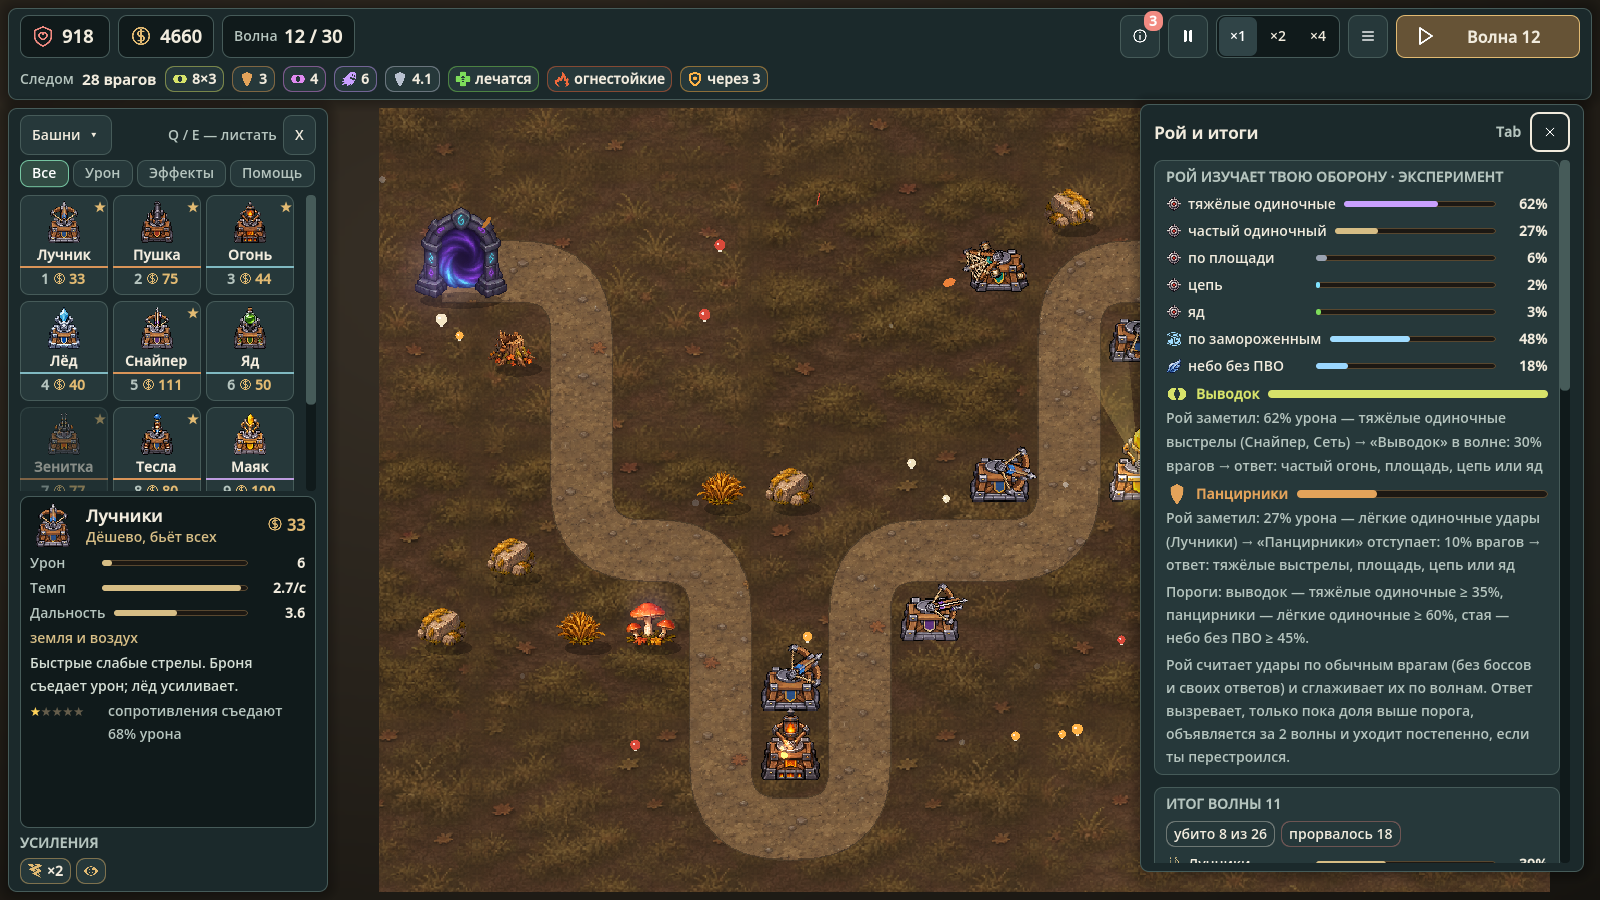 918
4660
Волна 12 / 30
3
×1 ×2 ×4
Волна 12
Следом 28 врагов 8×3 3 4 6 4.1 лечатся огнестойкие через 3
Башни ▾ Q / E — листать X
Все Урон Эффекты Помощь
Лучник Пушка Огонь
1 33 2 75 3 44
Лёд Снайпер Яд
4 40 5 111 6 50
Зенитка Тесла Маяк
7 77 8 80 9 100
Лучники
Дёшево, бьёт всех
33
Урон 6
Темп 2.7/с
Дальность 3.6
земля и воздух
Быстрые слабые стрелы. Броня
съедает урон; лёд усиливает.
★★★★★ сопротивления съедают
68% урона
УСИЛЕНИЯ
×2
Рой и итоги Tab ×
РОЙ ИЗУЧАЕТ ТВОЮ ОБОРОНУ · ЭКСПЕРИМЕНТ
тяжёлые одиночные 62%
частый одиночный 27%
по площади 6%
цепь 2%
яд 3%
по замороженным 48%
небо без ПВО 18%
Выводок
Рой заметил: 62% урона — тяжёлые одиночные
выстрелы (Снайпер, Сеть) → «Выводок» в волне: 30%
врагов → ответ: частый огонь, площадь, цепь или яд
Панцирники
Рой заметил: 27% урона — лёгкие одиночные удары
(Лучники) → «Панцирники» отступает: 10% врагов →
ответ: тяжёлые выстрелы, площадь, цепь или яд
Пороги: выводок — тяжёлые одиночные ≥ 35%,
панцирники — лёгкие одиночные ≥ 60%, стая —
небо без ПВО ≥ 45%.
Рой считает удары по обычным врагам (без боссов
и своих ответов) и сглаживает их по волнам. Ответ
вызревает, только пока доля выше порога,
объявляется за 2 волны и уходит постепенно, если
ты перестроился.
ИТОГ ВОЛНЫ 11
убито 8 из 26 прорвалось 18
Лучники 39%